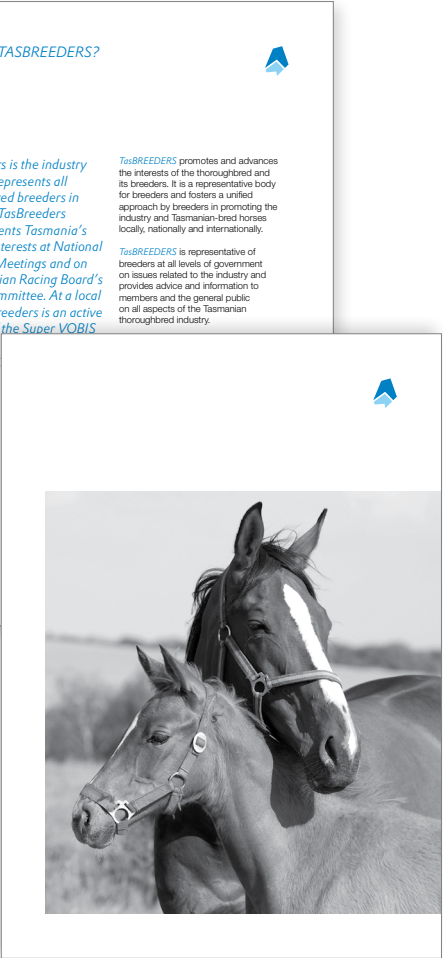 TASBREEDERS?
rs is the industry
epresents all
ed breeders in
TasBreeders
ents Tasmania's
terests at National
Meetings and on
ian Racing Board's
mmittee. At a local
reeders is an active
the Super VOBIS
TasBREEDERS promotes and advances
the interests of the thoroughbred and
its breeders. It is a representative body
for breeders and fosters a unified
approach by breeders in promoting the
industry and Tasmanian-bred horses
locally, nationally and internationally.
TasBREEDERS is representative of
breeders at all levels of government
on issues related to the industry and
provides advice and information to
members and the general public
on all aspects of the Tasmanian
thoroughbred industry.